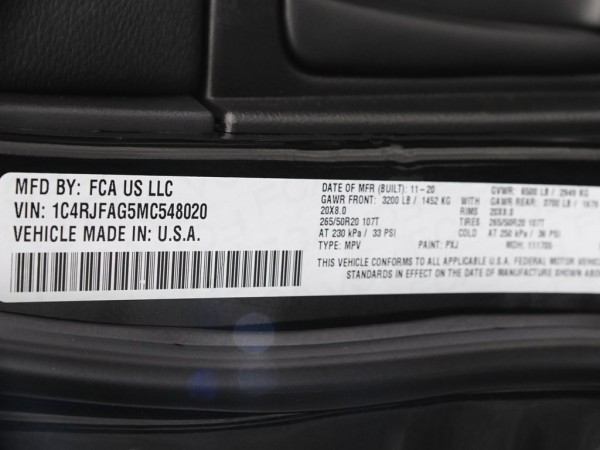 MFD BY: FCA US LLC
VIN: 1C4RJFAG5MC548020
VEHICLE MADE IN: U.S.A.
DATE OF MFR (BUILT): 11-20 GVWR: 6500 LB / 2949 KG
GAWR FRONT: 3200 LB / 1452 KG WITH GAWR REAR: 3700 LB /
20X8.0 RIMS 20X8.0
265/50R20 107T TIRES 265/50R20 107T
AT 230 kPa / 33 PSI COLD AT 250 kPa / 36 PSI
TYPE: MPV PAINT: PXJ MDH:
THIS VEHICLE CONFORMS TO ALL APPLICABLE U.S.A. FEDERAL MOTOR VEHICLE
STANDARDS IN EFFECT ON THE DATE OF MANUFACTURE SHOWN ABO